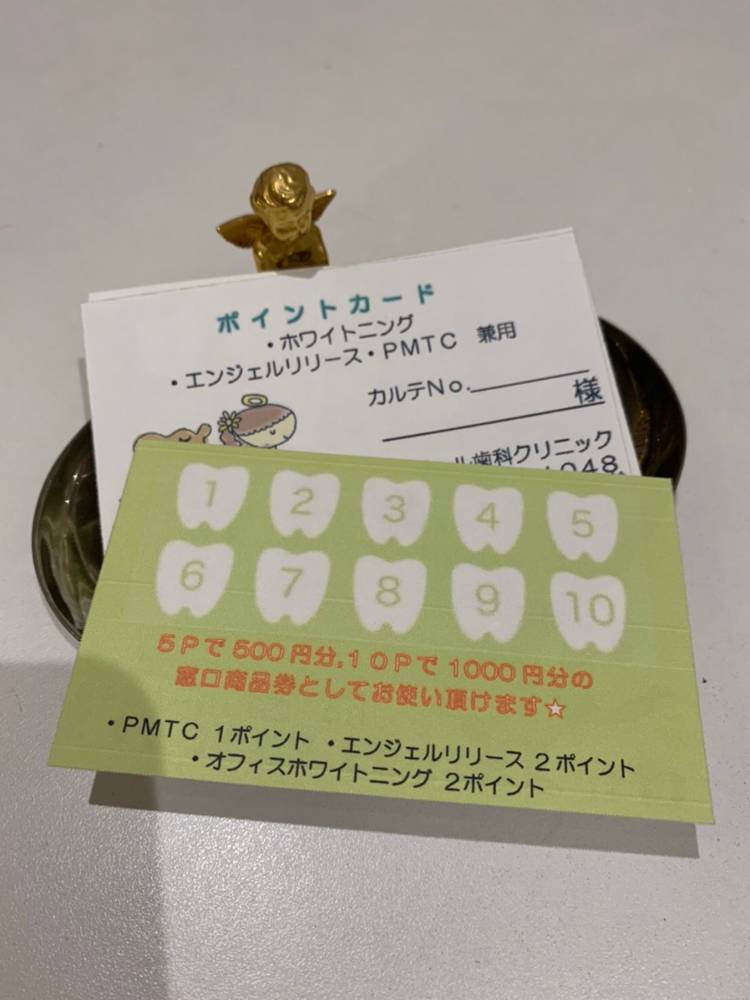 ポイントカード
・ホワイトニング
・エンジェルリリース・PMTC 兼用
カルテNo.
様
ル歯科クリニック
048.
1 2 3 4 5
6 7 8 9 10
5Pで500円分,10Pで1000円分の
窓口商品券としてお使い頂けます☆
・PMTC 1ポイント ・エンジェルリリース 2ポイント
・オフィスホワイトニング 2ポイント